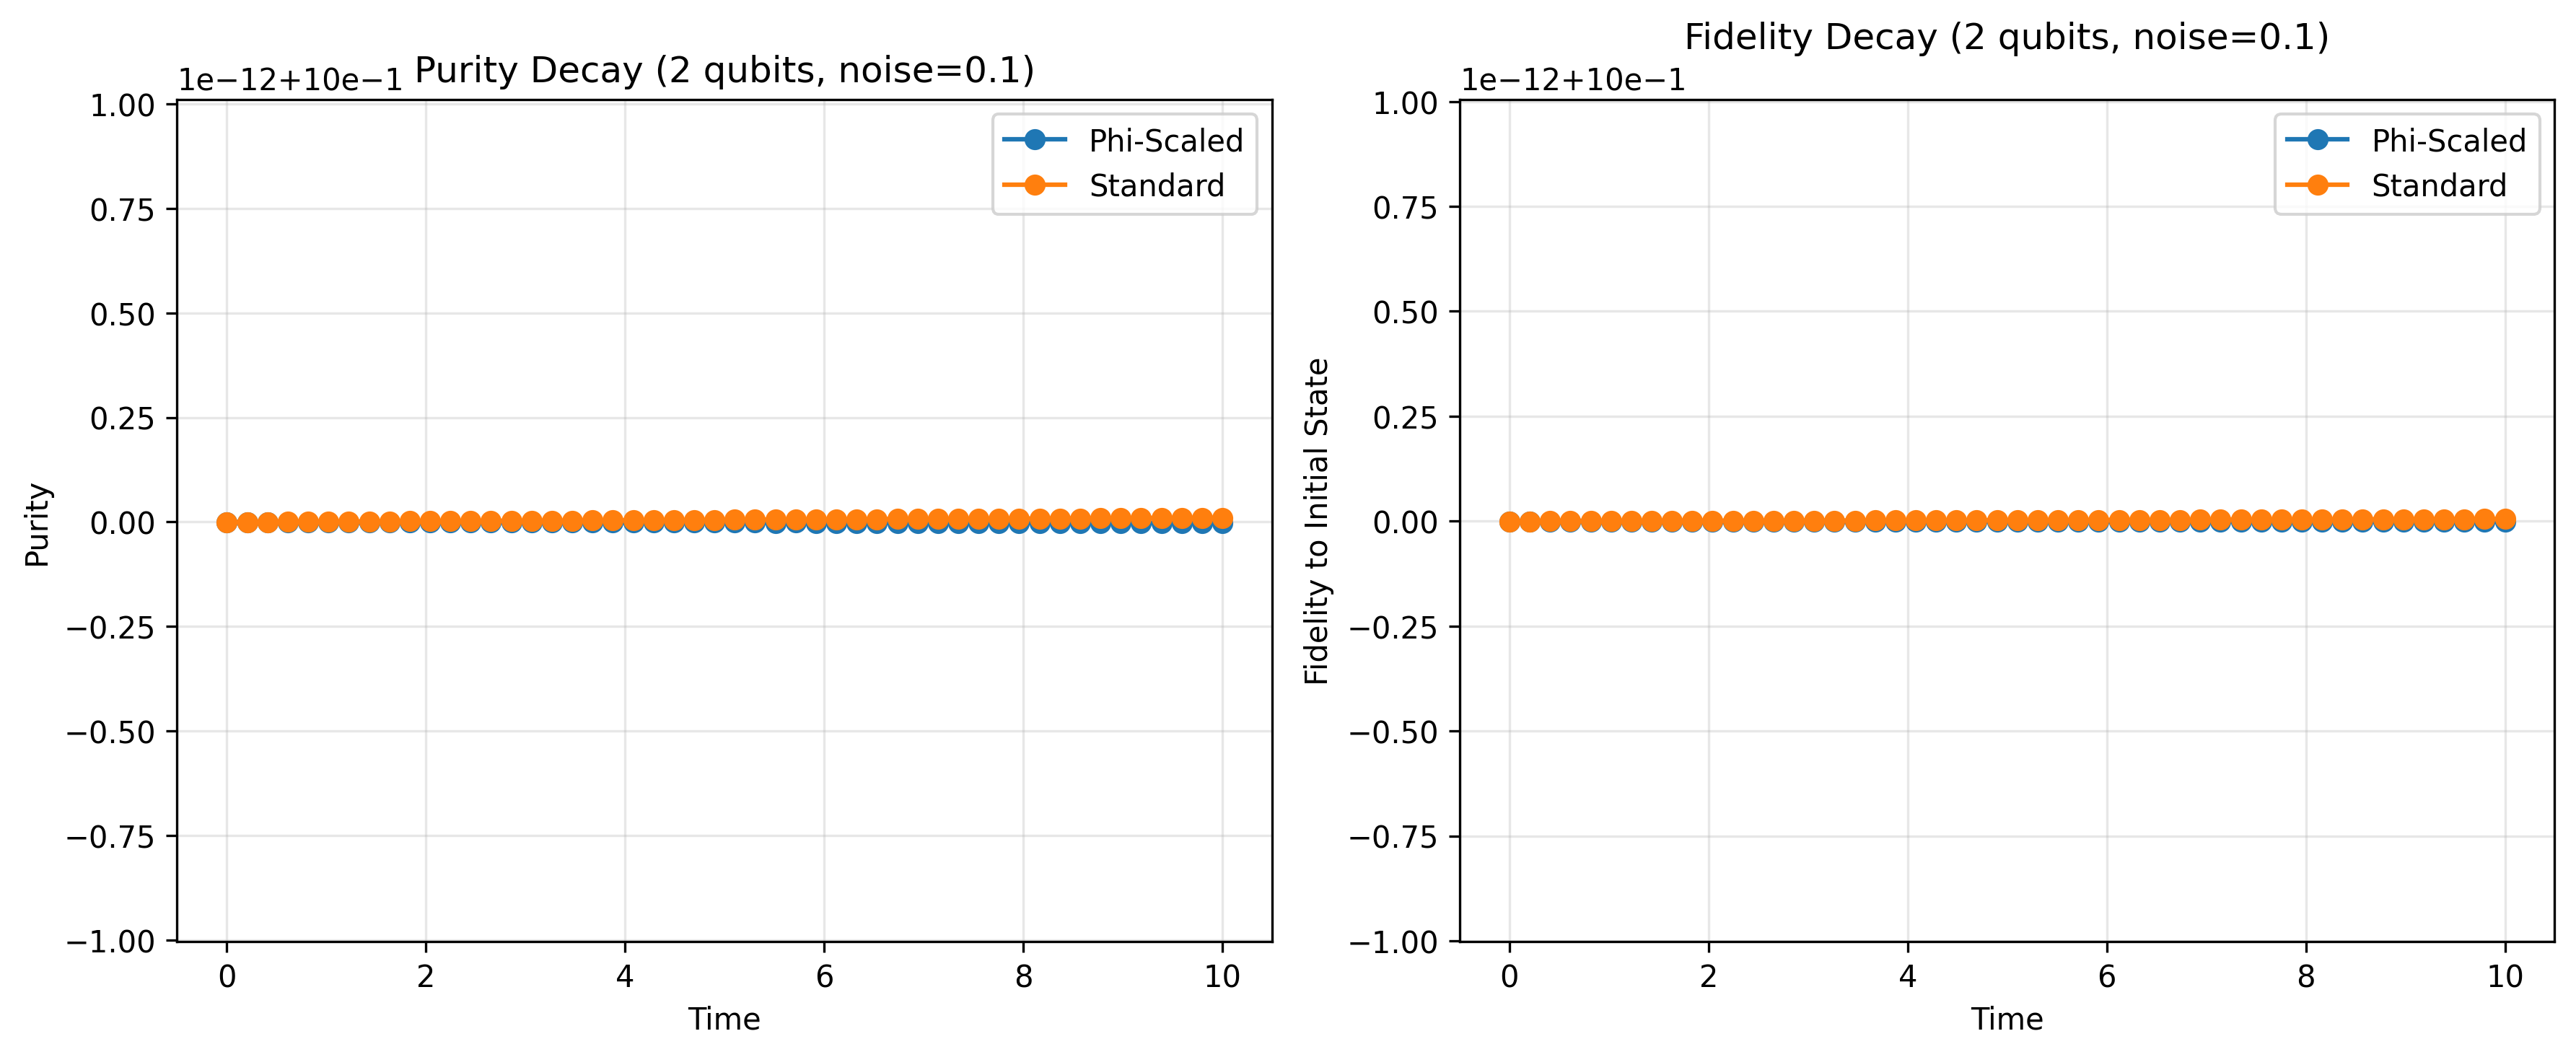 Purity Decay (2 qubits, noise=0.1)
1e−12+10e−1
Purity
1.00
0.75
0.50
0.25
0.00
−0.25
−0.50
−0.75
−1.00
Phi-Scaled
Standard
0 2 4 6 8 10
Time
Fidelity Decay (2 qubits, noise=0.1)
1e−12+10e−1
Fidelity to Initial State
1.00
0.75
0.50
0.25
0.00
−0.25
−0.50
−0.75
−1.00
Phi-Scaled
Standard
0 2 4 6 8 10
Time